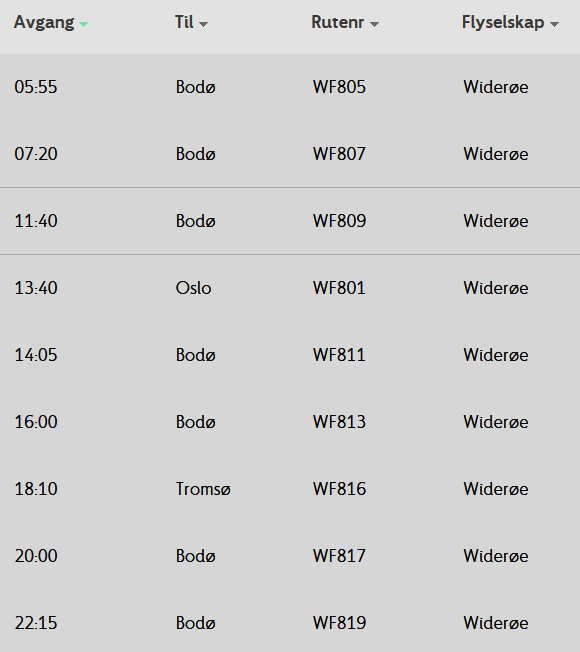 Avgang Til Rutenr Flyselskap
05:55 Bodø WF805 Widerøe
07:20 Bodø WF807 Widerøe
11:40 Bodø WF809 Widerøe
13:40 Oslo WF801 Widerøe
14:05 Bodø WF811 Widerøe
16:00 Bodø WF813 Widerøe
18:10 Tromsø WF816 Widerøe
20:00 Bodø WF817 Widerøe
22:15 Bodø WF819 Widerøe